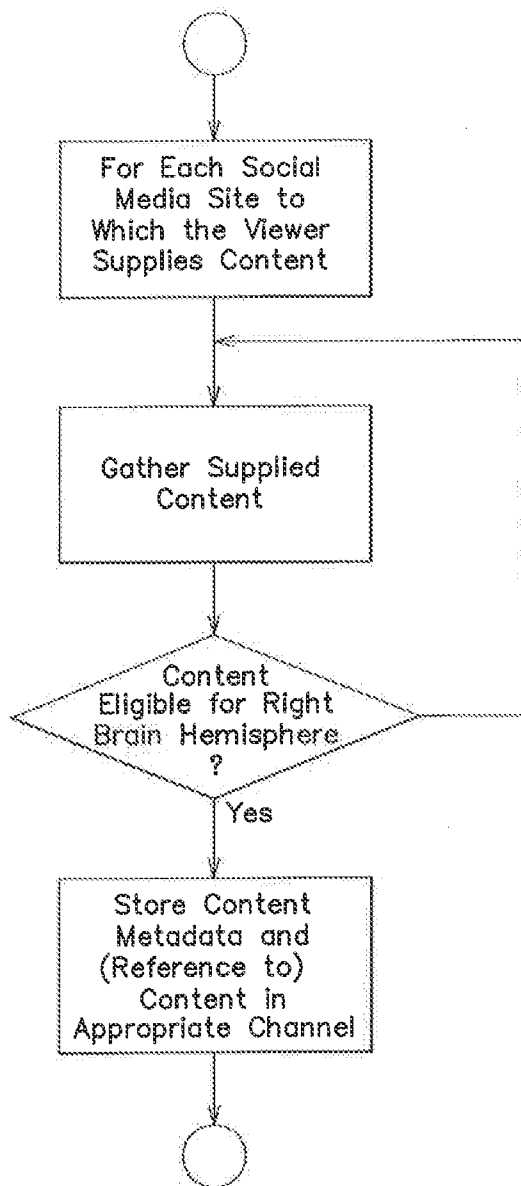 For Each Social
Media Site to
Which the Viewer
Supplies Content
Gather Supplied
Content
Content
Eligible for Right
Brain Hemisphere
?
Yes
Store Content
Metadata and
(Reference to)
Content in
Appropriate Channel